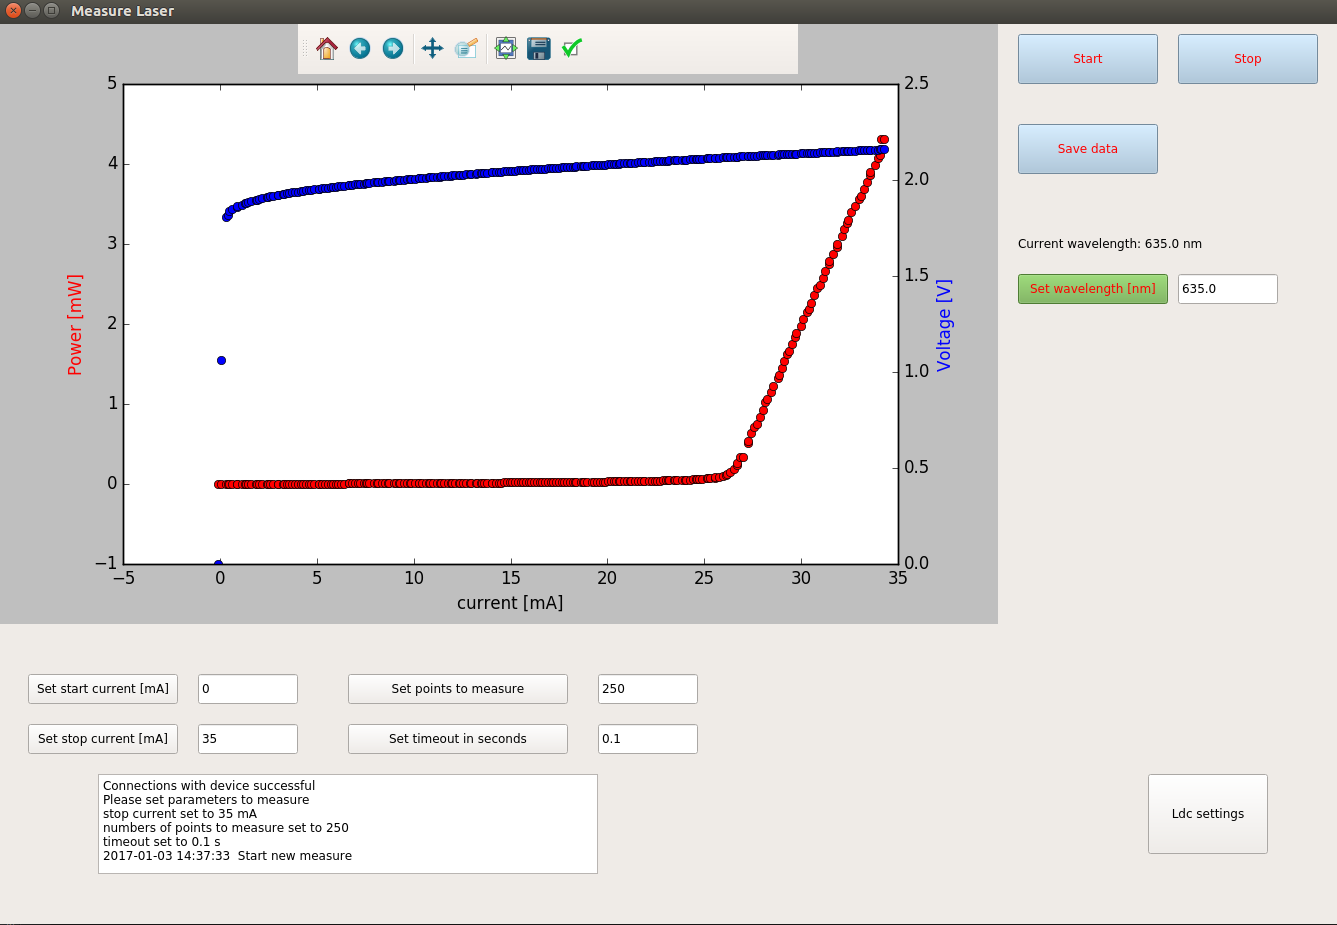 Measure Laser
Start
Stop
Save data
Current wavelength: 635.0 nm
Set wavelength [nm]
635.0
5
4
3
2
1
0
−1
Power [mW]
2.5
2.0
1.5
1.0
0.5
0.0
Voltage [V]
−5
0
5
10
15
20
25
30
35
current [mA]
Set start current [mA]
0
Set points to measure
250
Set stop current [mA]
35
Set timeout in seconds
0.1
Connections with device successful
Please set parameters to measure
stop current set to 35 mA
numbers of points to measure set to 250
timeout set to 0.1 s
2017-01-03 14:37:33  Start new measure
Ldc settings